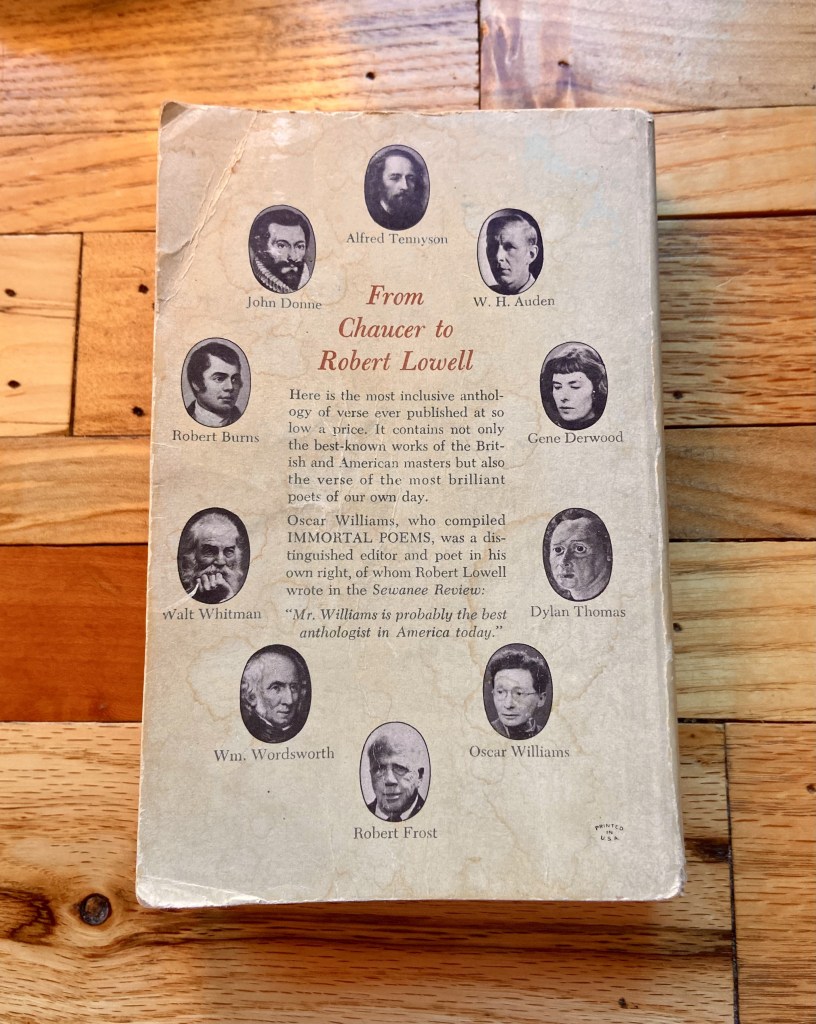 Alfred Tennyson
John Donne
W. H. Auden
From
Chaucer to
Robert Lowell
Robert Burns
Gene Derwood
Here is the most inclusive anthol-
ogy of verse ever published at so
low a price. It contains not only
the best-known works of the Brit-
ish and American masters but also
the verse of the most brilliant
poets of our own day.
Oscar Williams, who compiled
IMMORTAL POEMS, was a dis-
tinguished editor and poet in his
own right, of whom Robert Lowell
wrote in the Sewanee Review:
"Mr. Williams is probably the best
anthologist in America today."
Walt Whitman
Dylan Thomas
Wm. Wordsworth
Oscar Williams
Robert Frost
PRINTED
IN
U.S.A.